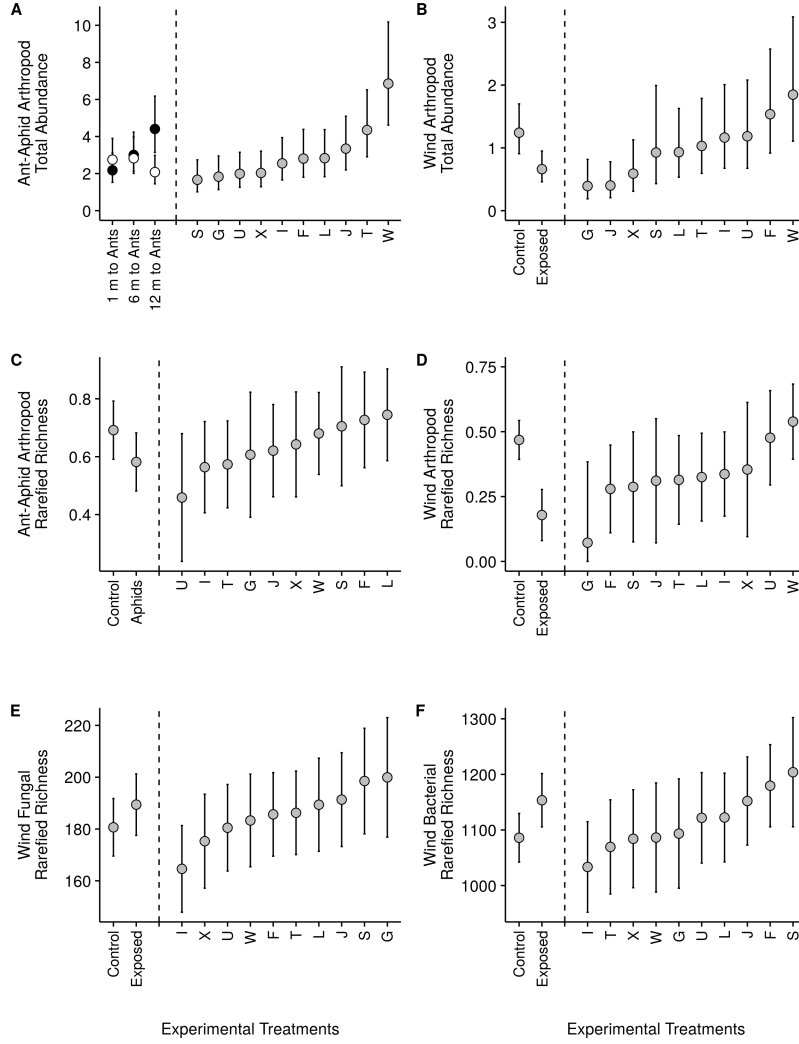 A
Ant-Aphid Arthropod
Total Abundance
10
8
6
4
2
0
1 m to Ants
6 m to Ants
12 m to Ants
S G U X I F L J T W
B
Wind Arthropod
Total Abundance
3
2
1
0
Control
Exposed
G J X S L T I U F W
C
Ant-Aphid Arthropod
Rarefied Richness
0.8
0.6
0.4
Control
Aphids
U I T G J X W S F L
D
Wind Arthropod
Rarefied Richness
0.75
0.50
0.25
0.00
Control
Exposed
G F S J T L I X U W
E
Wind Fungal
Rarefied Richness
220
200
180
160
Control
Exposed
I X U W F T L J S G
F
Wind Bacterial
Rarefied Richness
1300
1200
1100
1000
Control
Exposed
I T X W G U L J F S
Experimental Treatments
Experimental Treatments